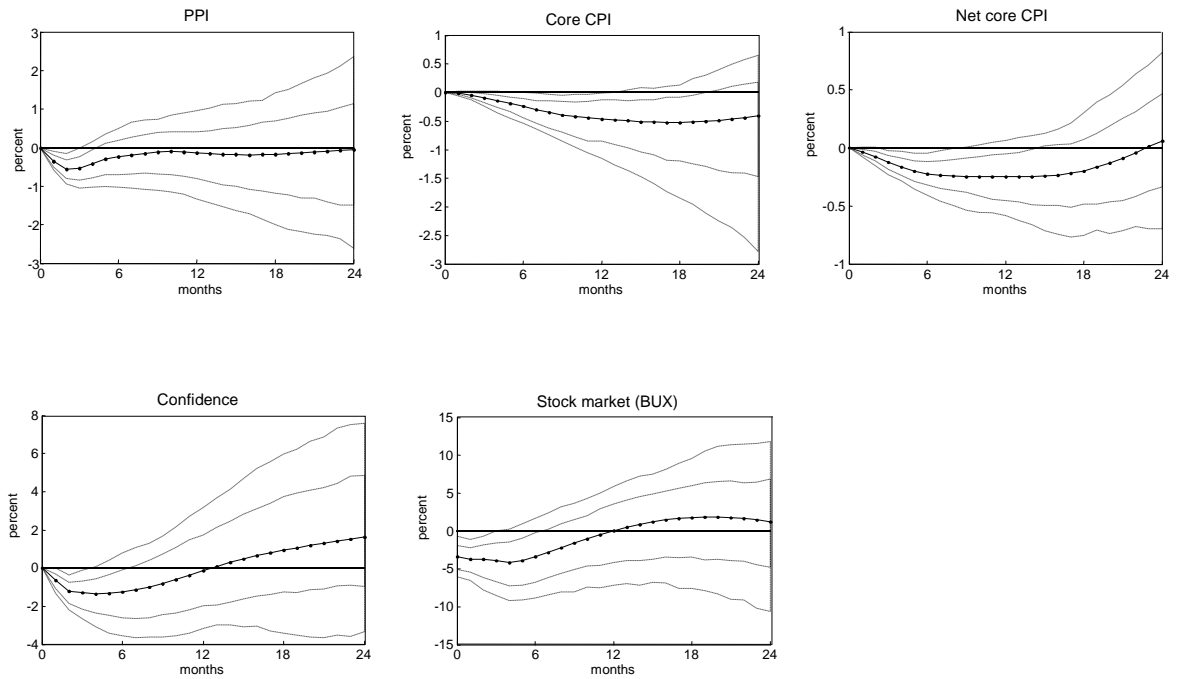 PPI
3
2
1
0
-1
-2
-3
percent
0 6 12 18 24
months
Core CPI
1
0.5
0
-0.5
-1
-1.5
-2
-2.5
-3
percent
0 6 12 18 24
months
Net core CPI
1
0.5
0
-0.5
-1
percent
0 6 12 18 24
months
Confidence
8
6
4
2
0
-2
-4
percent
0 6 12 18 24
months
Stock market (BUX)
15
10
5
0
-5
-10
-15
percent
0 6 12 18 24
months